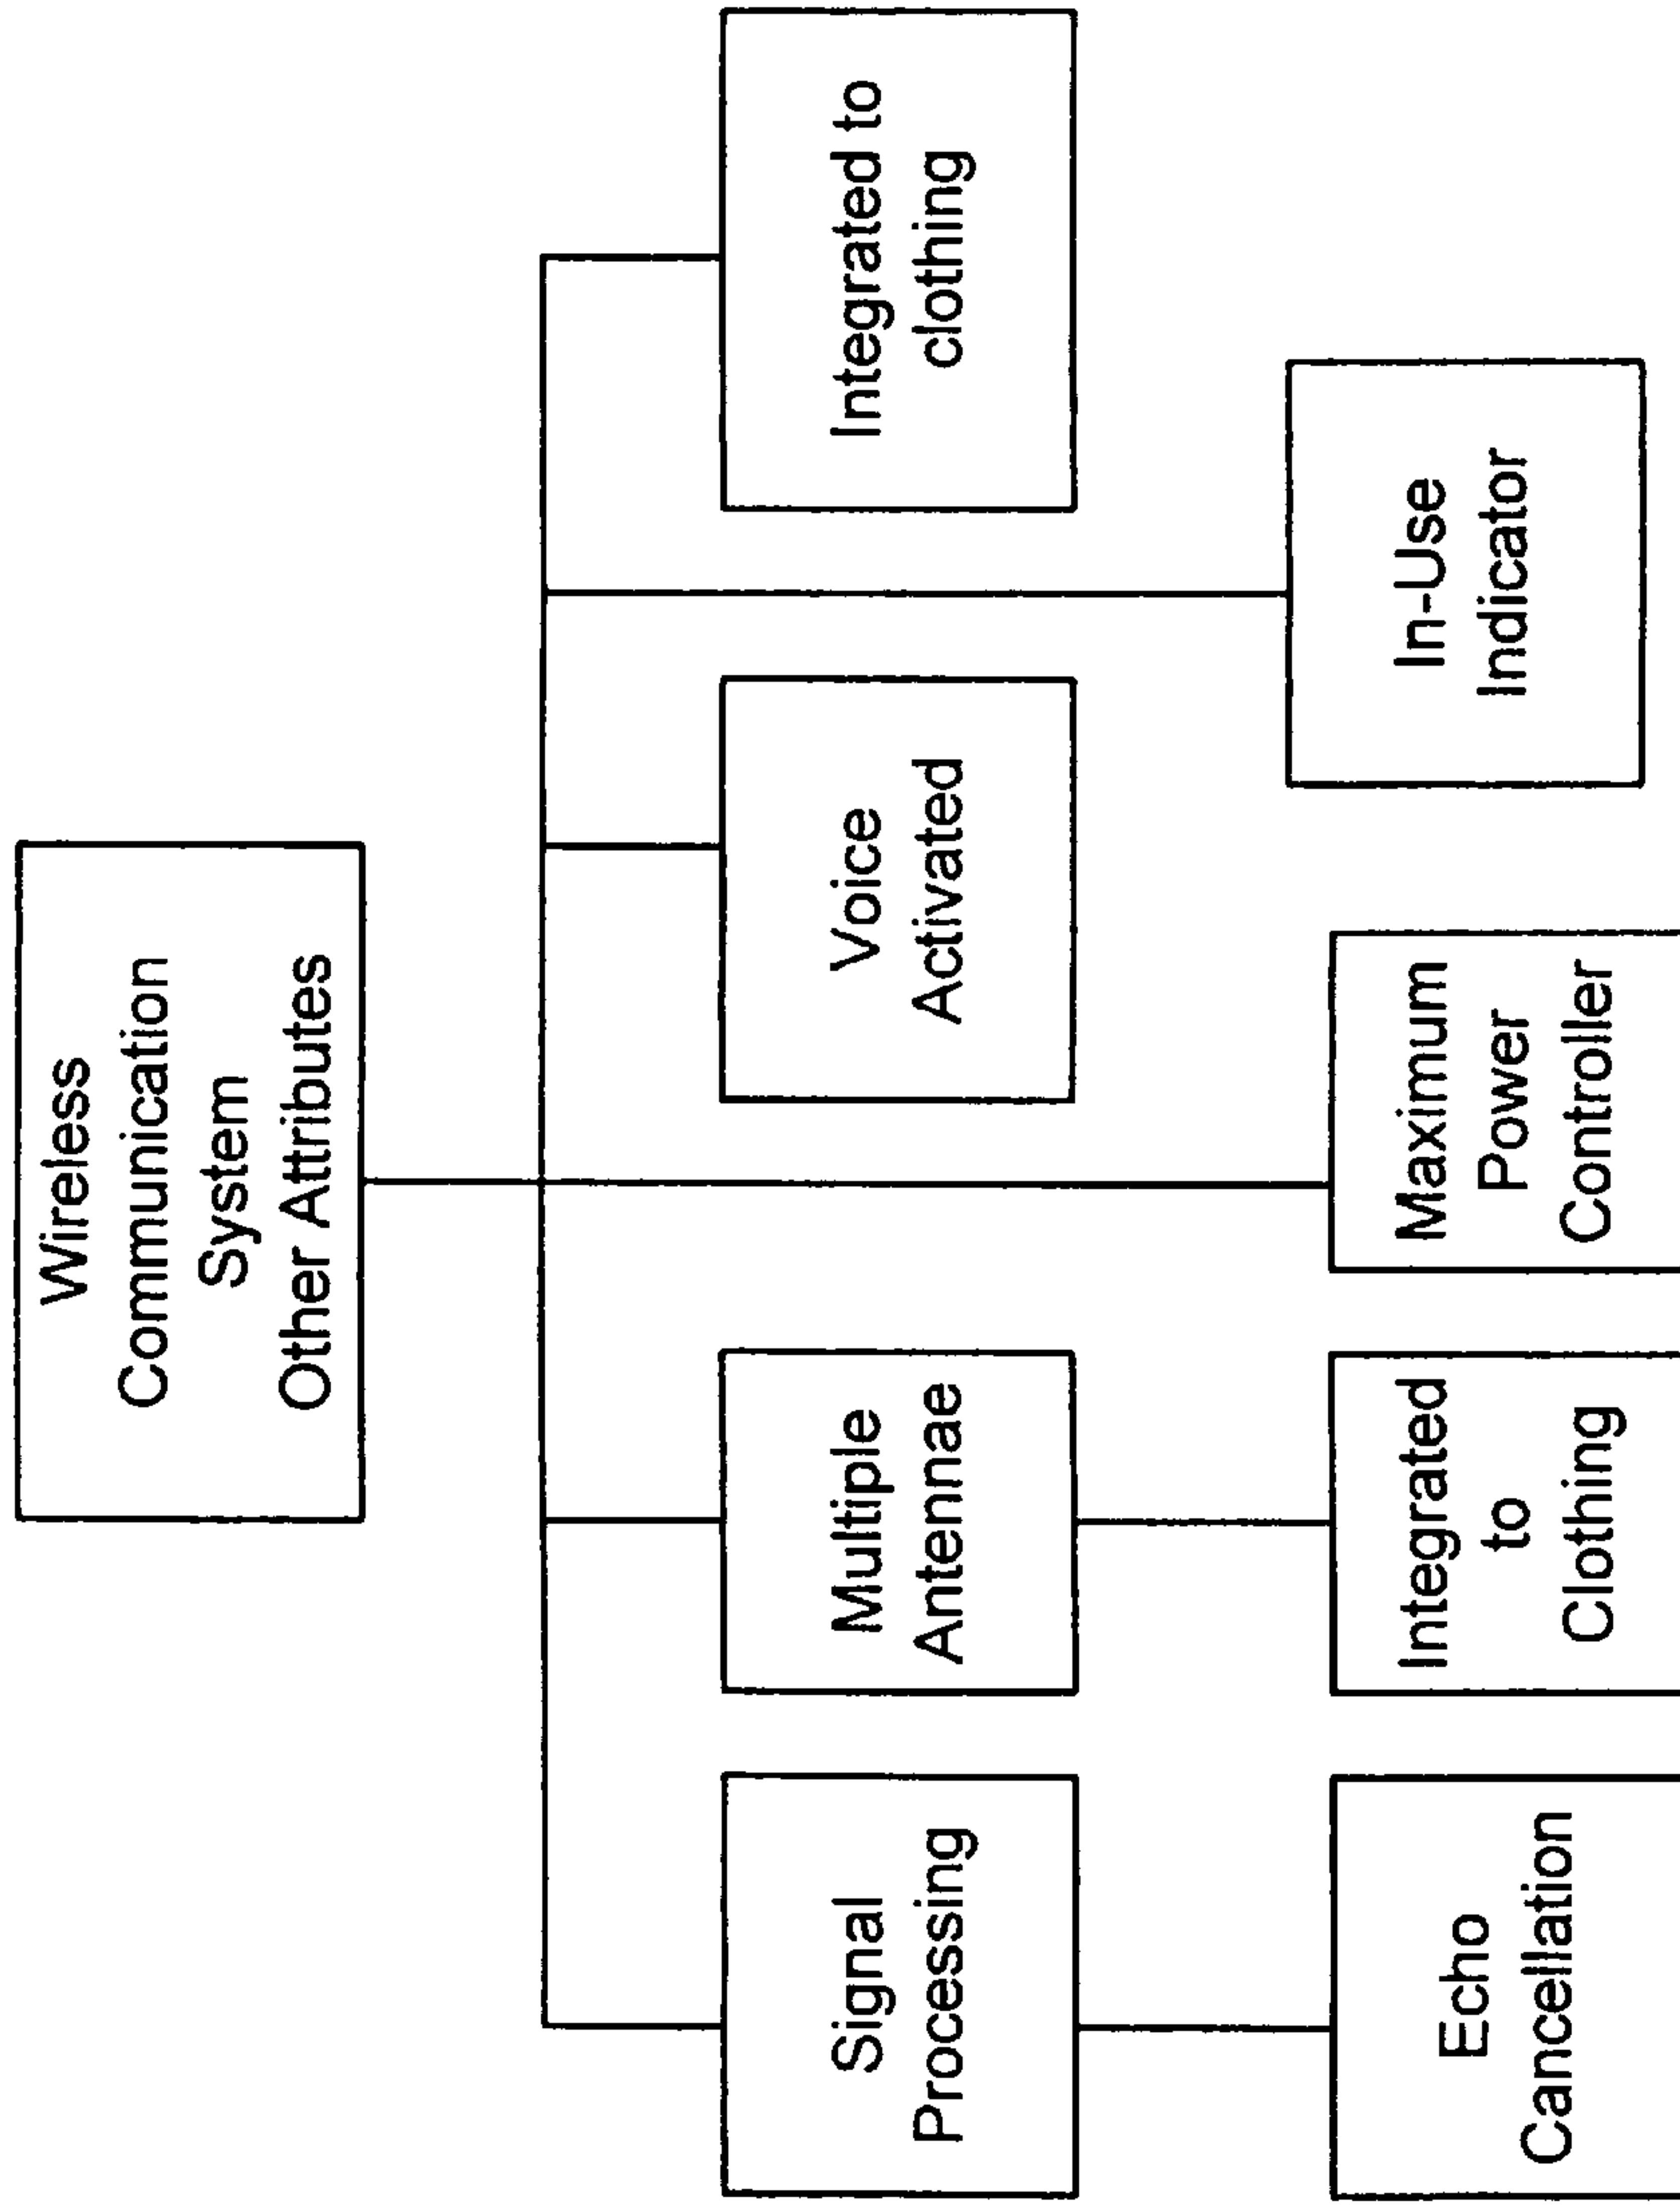 Wireless
Communication
System
Other Attributes
Signal
Processing
Multiple
Antennae
Voice
Activated
Integrated to
clothing
Echo
Cancellation
Integrated
to
Clothing
Maximum
Power
Controller
In-Use
Indicator